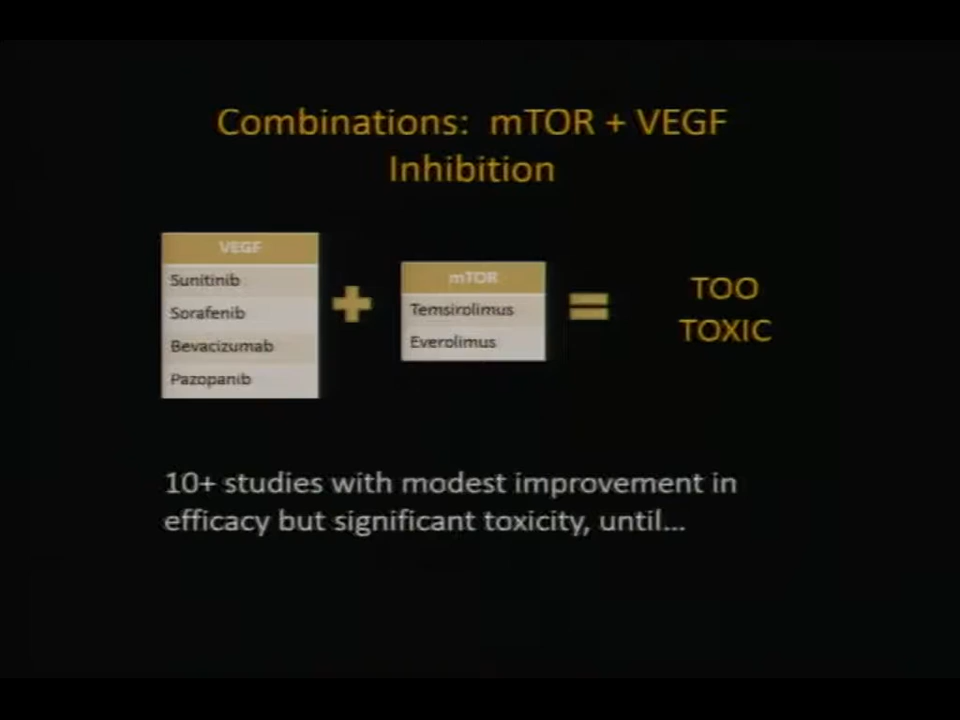 Combinations: mTOR + VEGF
Inhibition
VEGF
Sunitinib
Sorafenib
Bevacizumab
Pazopanib
+
mTOR
Temsirolimus
Everolimus
=
TOO
TOXIC
10+ studies with modest improvement in
efficacy but significant toxicity, until...